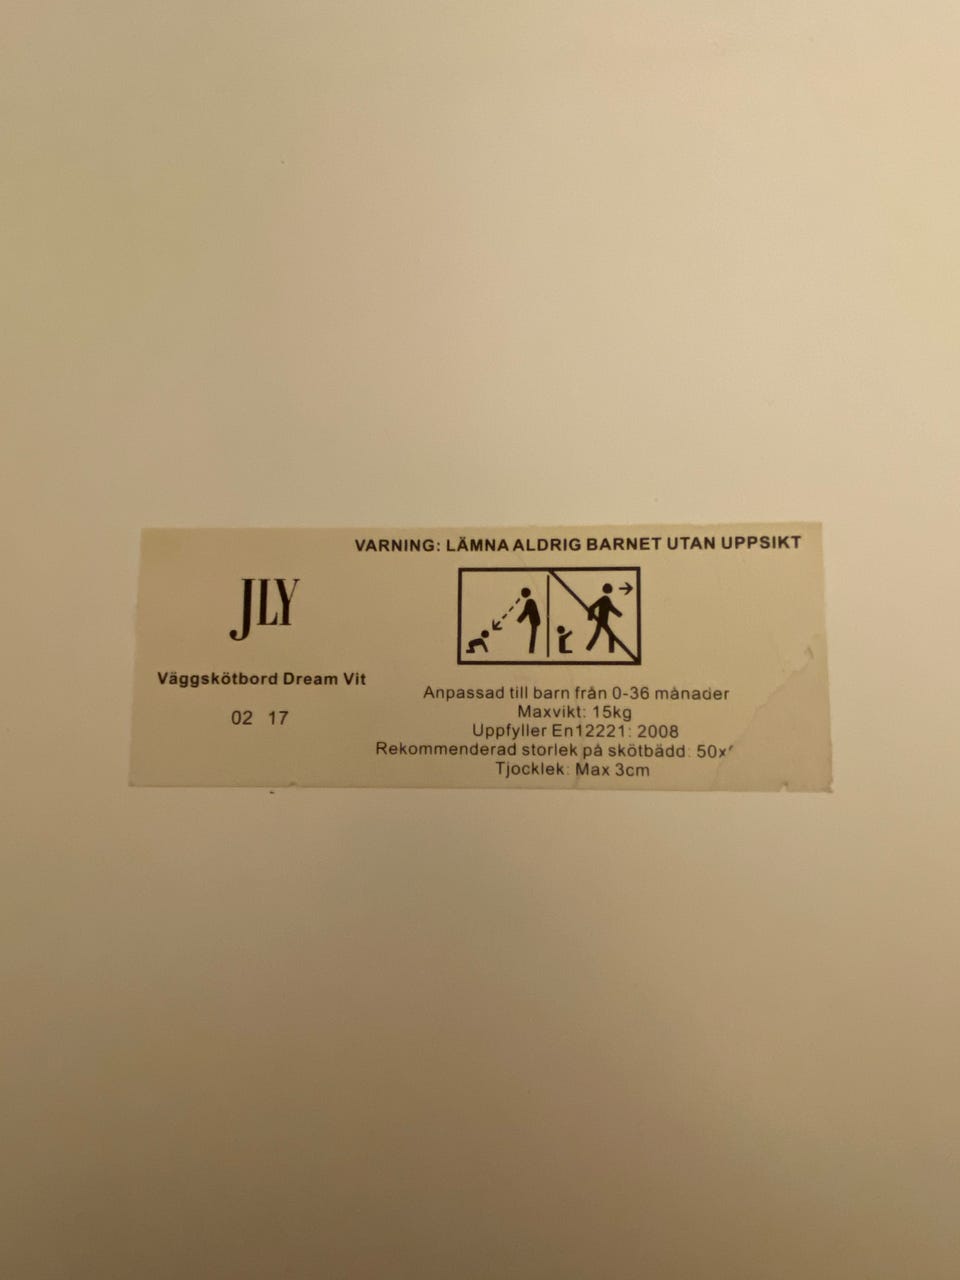 VARNING: LÄMNA ALDRIG BARNET UTAN UPPSIKT
JLY
Väggskötbord Dream Vit
02 17
Anpassad till barn från 0-36 månader
Maxvikt: 15kg
Uppfyller En12221: 2008
Rekommenderad storlek på skötbädd: 50x
Tjocklek: Max 3cm